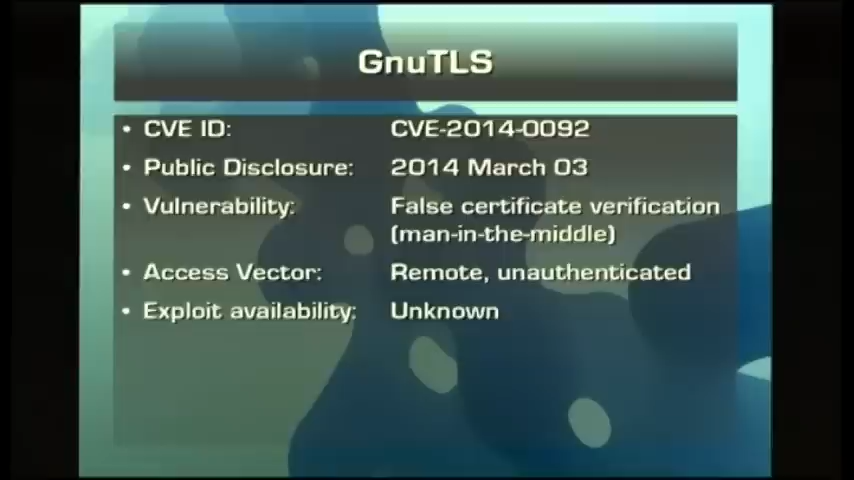 GnuTLS
• CVE ID: CVE-2014-0092
• Public Disclosure: 2014 March 03
• Vulnerability: False certificate verification
(man-in-the-middle)
• Access Vector: Remote, unauthenticated
• Exploit availability: Unknown